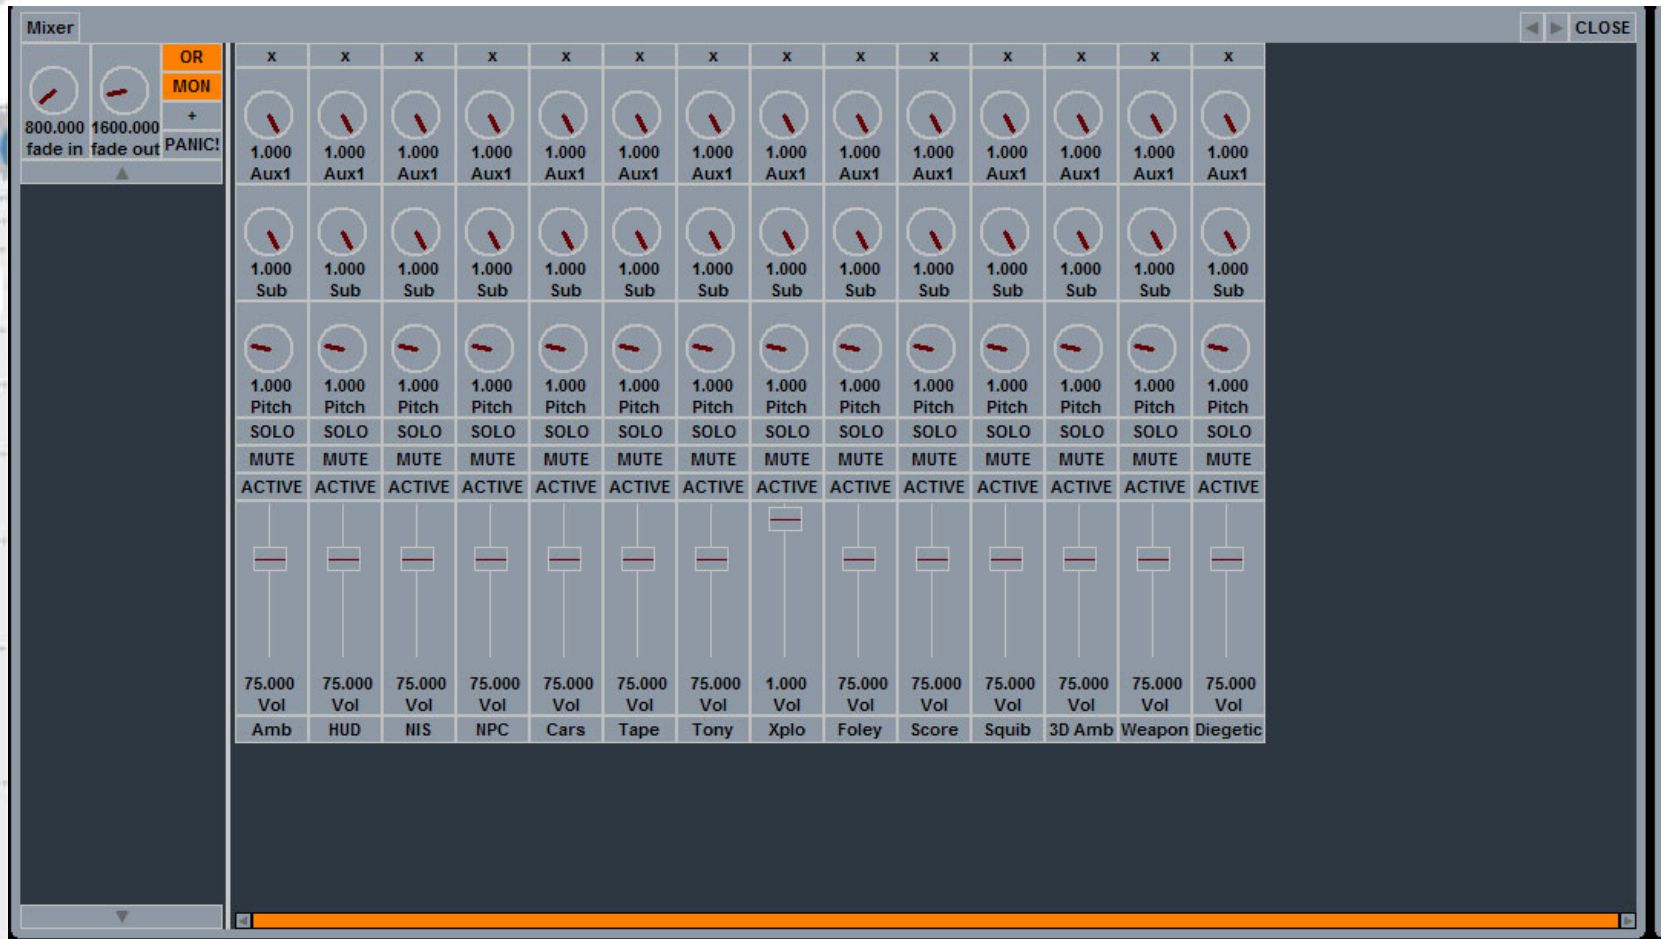 Mixer CLOSE
OR x x x x x x x x x x x x x x
MON
+
800.000 1600.000
fade in fade out PANIC!
1.000 1.000 1.000 1.000 1.000 1.000 1.000 1.000 1.000 1.000 1.000 1.000 1.000 1.000
Aux1 Aux1 Aux1 Aux1 Aux1 Aux1 Aux1 Aux1 Aux1 Aux1 Aux1 Aux1 Aux1 Aux1
1.000 1.000 1.000 1.000 1.000 1.000 1.000 1.000 1.000 1.000 1.000 1.000 1.000 1.000
Sub Sub Sub Sub Sub Sub Sub Sub Sub Sub Sub Sub Sub Sub
1.000 1.000 1.000 1.000 1.000 1.000 1.000 1.000 1.000 1.000 1.000 1.000 1.000 1.000
Pitch Pitch Pitch Pitch Pitch Pitch Pitch Pitch Pitch Pitch Pitch Pitch Pitch Pitch
SOLO SOLO SOLO SOLO SOLO SOLO SOLO SOLO SOLO SOLO SOLO SOLO SOLO SOLO
MUTE MUTE MUTE MUTE MUTE MUTE MUTE MUTE MUTE MUTE MUTE MUTE MUTE MUTE
ACTIVE ACTIVE ACTIVE ACTIVE ACTIVE ACTIVE ACTIVE ACTIVE ACTIVE ACTIVE ACTIVE ACTIVE ACTIVE ACTIVE
75.000 75.000 75.000 75.000 75.000 75.000 75.000 1.000 75.000 75.000 75.000 75.000 75.000 75.000
Vol Vol Vol Vol Vol Vol Vol Vol Vol Vol Vol Vol Vol Vol
Amb HUD NIS NPC Cars Tape Tony Xplo Foley Score Squib 3D Amb Weapon Diegetic